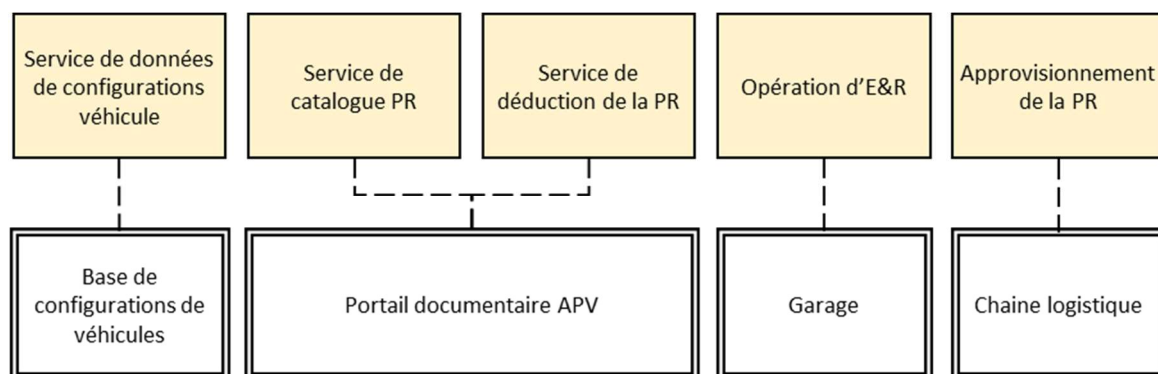 Service de données
de configurations
véhicule
Service de
catalogue PR
Service de
déduction de la PR
Opération d'E&R
Approvisionnement
de la PR
Base de
configurations de
véhicules
Portail documentaire APV
Garage
Chaine logistique